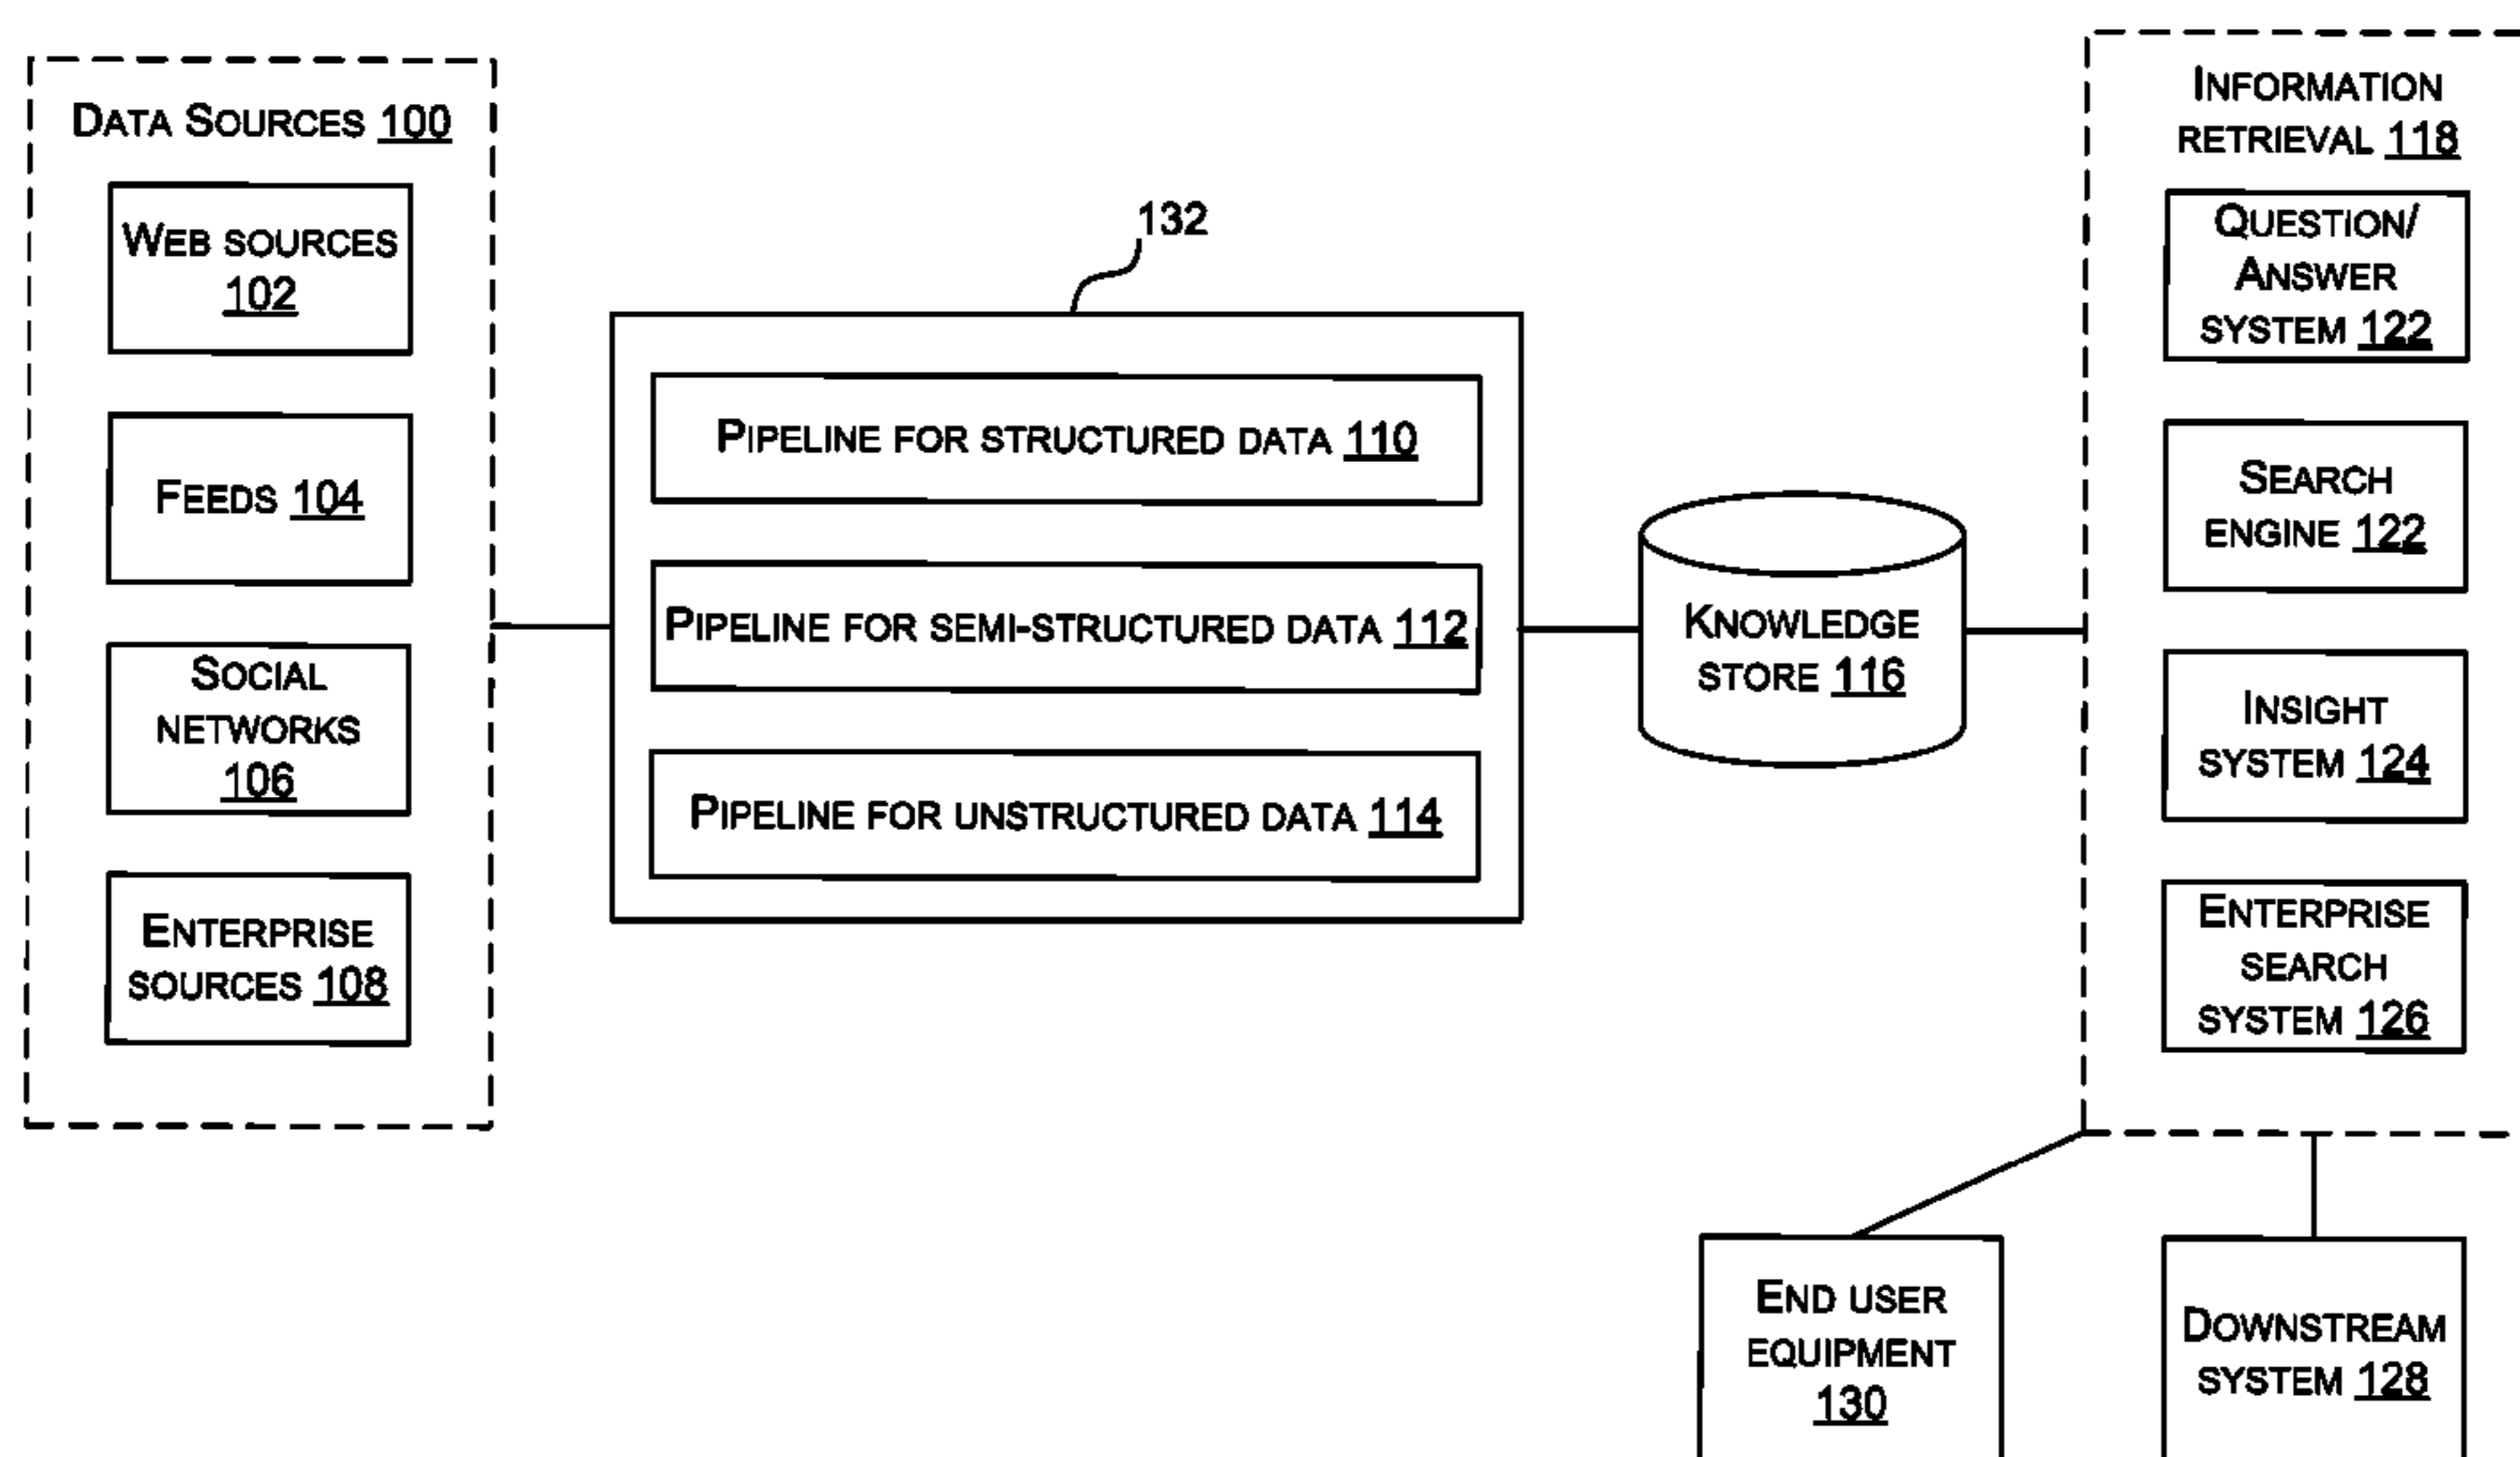 DATA SOURCES 100
WEB SOURCES
102
FEEDS 104
SOCIAL
NETWORKS
106
ENTERPRISE
SOURCES 108
132
PIPELINE FOR STRUCTURED DATA 110
PIPELINE FOR SEMI-STRUCTURED DATA 112
PIPELINE FOR UNSTRUCTURED DATA 114
KNOWLEDGE
STORE 116
INFORMATION
RETRIEVAL 118
QUESTION/
ANSWER
SYSTEM 122
SEARCH
ENGINE 122
INSIGHT
SYSTEM 124
ENTERPRISE
SEARCH
SYSTEM 126
END USER
EQUIPMENT
130
DOWNSTREAM
SYSTEM 128